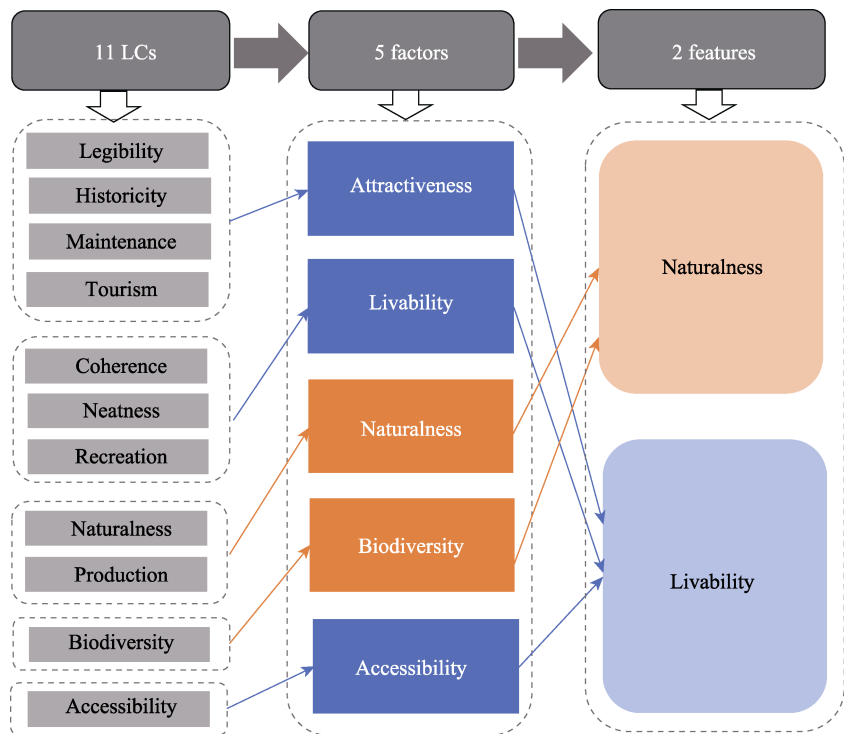 11 LCs
5 factors
2 features
Legibility
Historicity
Maintenance
Tourism
Coherence
Neatness
Recreation
Naturalness
Production
Biodiversity
Accessibility
Attractiveness
Livability
Naturalness
Biodiversity
Accessibility
Naturalness
Livability